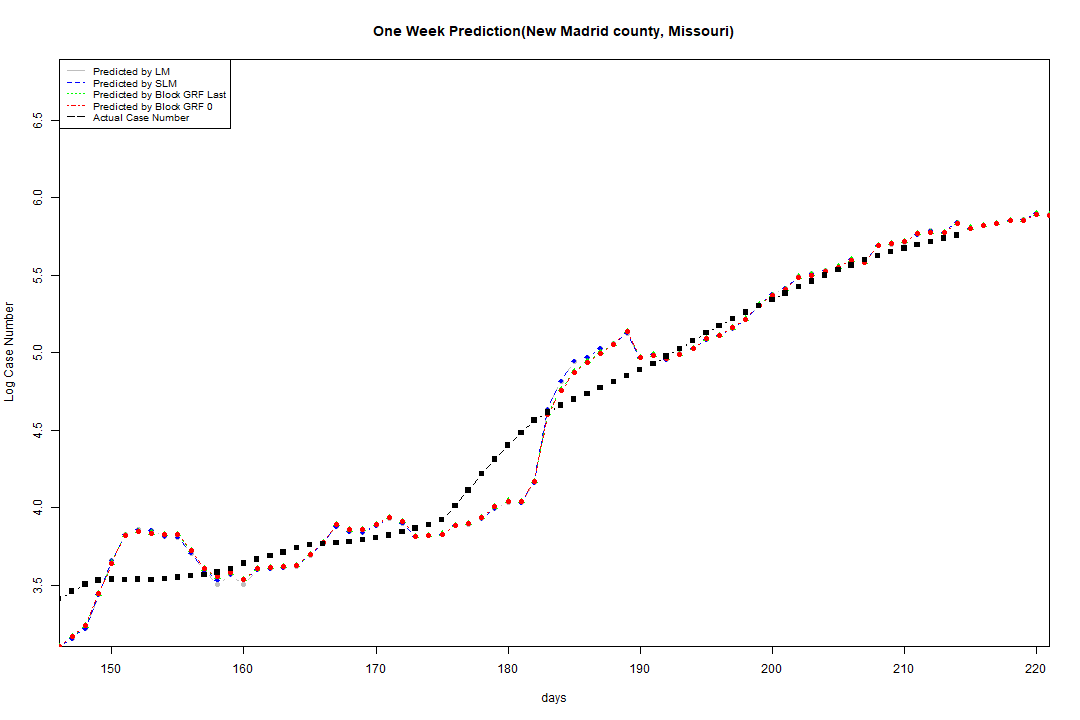 One Week Prediction(New Madrid county, Missouri)
Predicted by LM
Predicted by SLM
Predicted by Block GRF Last
Predicted by Block GRF 0
Actual Case Number
Log Case Number
6.5
6.0
5.5
5.0
4.5
4.0
3.5
150 160 170 180 190 200 210 220
days